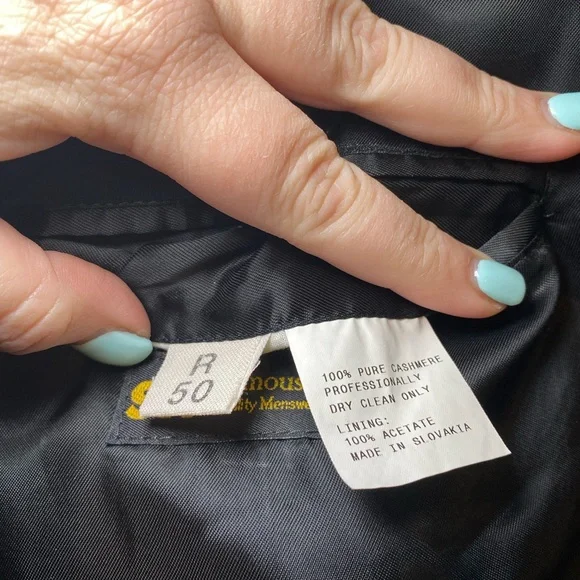 R
50
100% PURE CASHMERE
PROFESSIONALLY
DRY CLEAN ONLY
LINING:
100% ACETATE
MADE IN SLOVAKIA